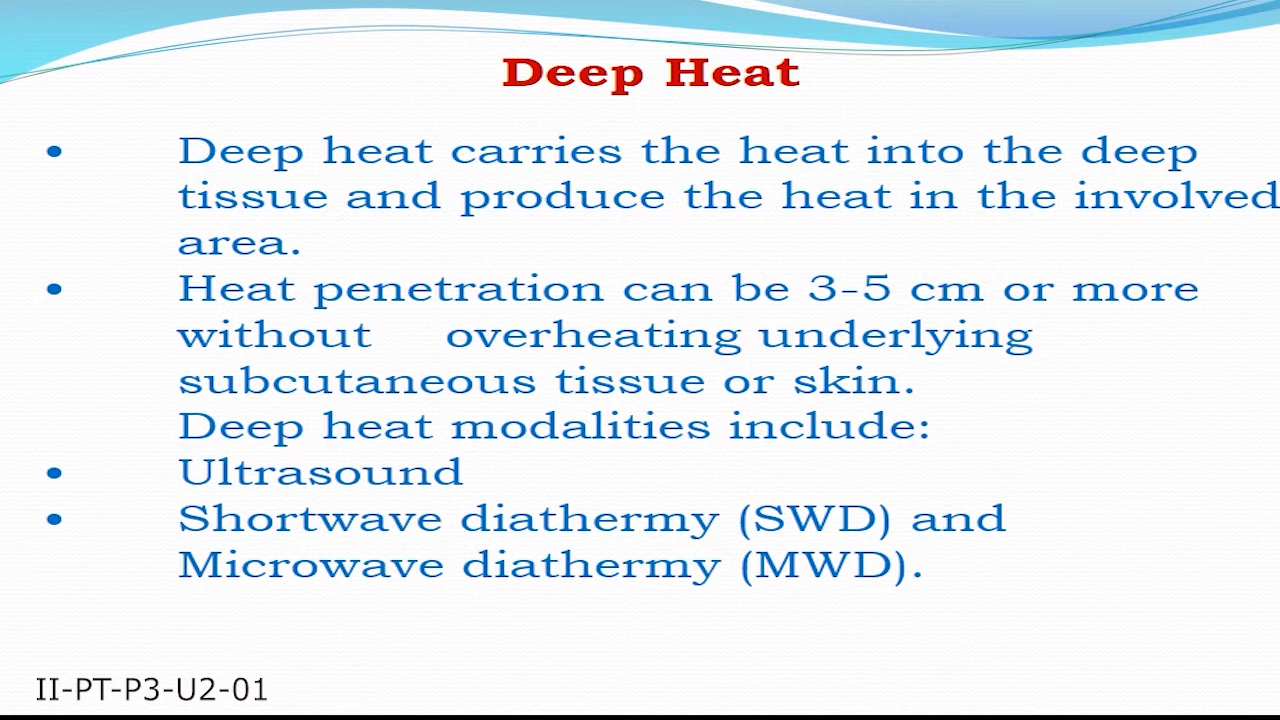 Deep Heat
• Deep heat carries the heat into the deep
tissue and produce the heat in the involved
area.
• Heat penetration can be 3-5 cm or more
without overheating underlying
subcutaneous tissue or skin.
Deep heat modalities include:
• Ultrasound
• Shortwave diathermy (SWD) and
Microwave diathermy (MWD).
II-PT-P3-U2-01